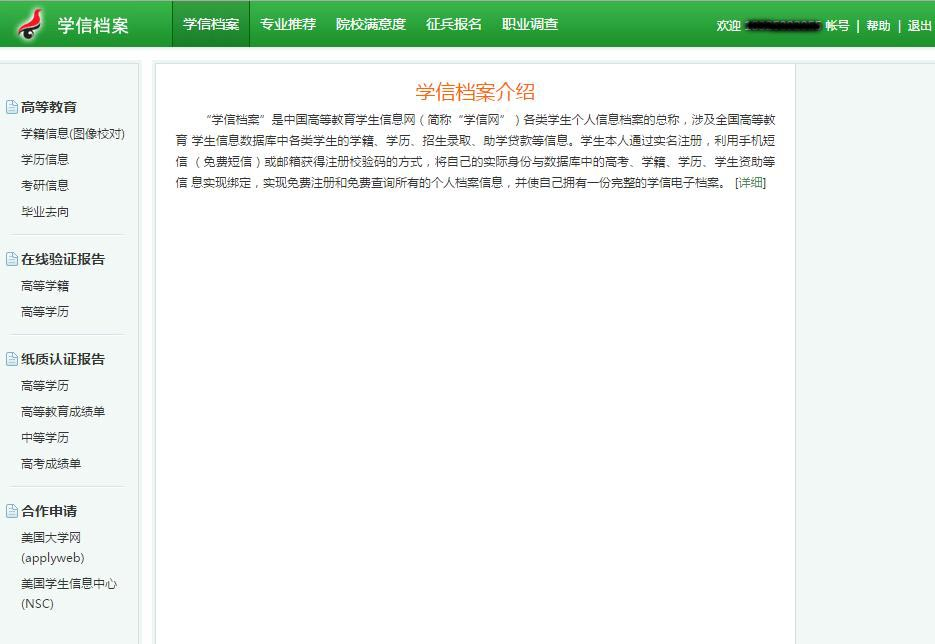 学信档案
学信档案 专业推荐 院校满意度 征兵报名 职业调查
欢迎 帐号 | 帮助 | 退出
高等教育
学籍信息(图像校对)
学历信息
考研信息
毕业去向
在线验证报告
高等学籍
高等学历
纸质认证报告
高等学历
高等教育成绩单
中等学历
高考成绩单
合作申请
美国大学网
(applyweb)
美国学生信息中心
(NSC)
学信档案介绍
“学信档案”是中国高等教育学生信息网（简称“学信网”）各类学生个人信息档案的总称，涉及全国高等教
育 学生信息数据库中各类学生的学籍、学历、招生录取、助学贷款等信息。学生本人通过实名注册，利用手机短
信 （免费短信）或邮箱获得注册校验码的方式，将自己的实际身份与数据库中的高考、学籍、学历、学生资助等
信 息实现绑定，实现免费注册和免费查询所有的个人档案信息，并使自己拥有一份完整的学信电子档案。 [详细]